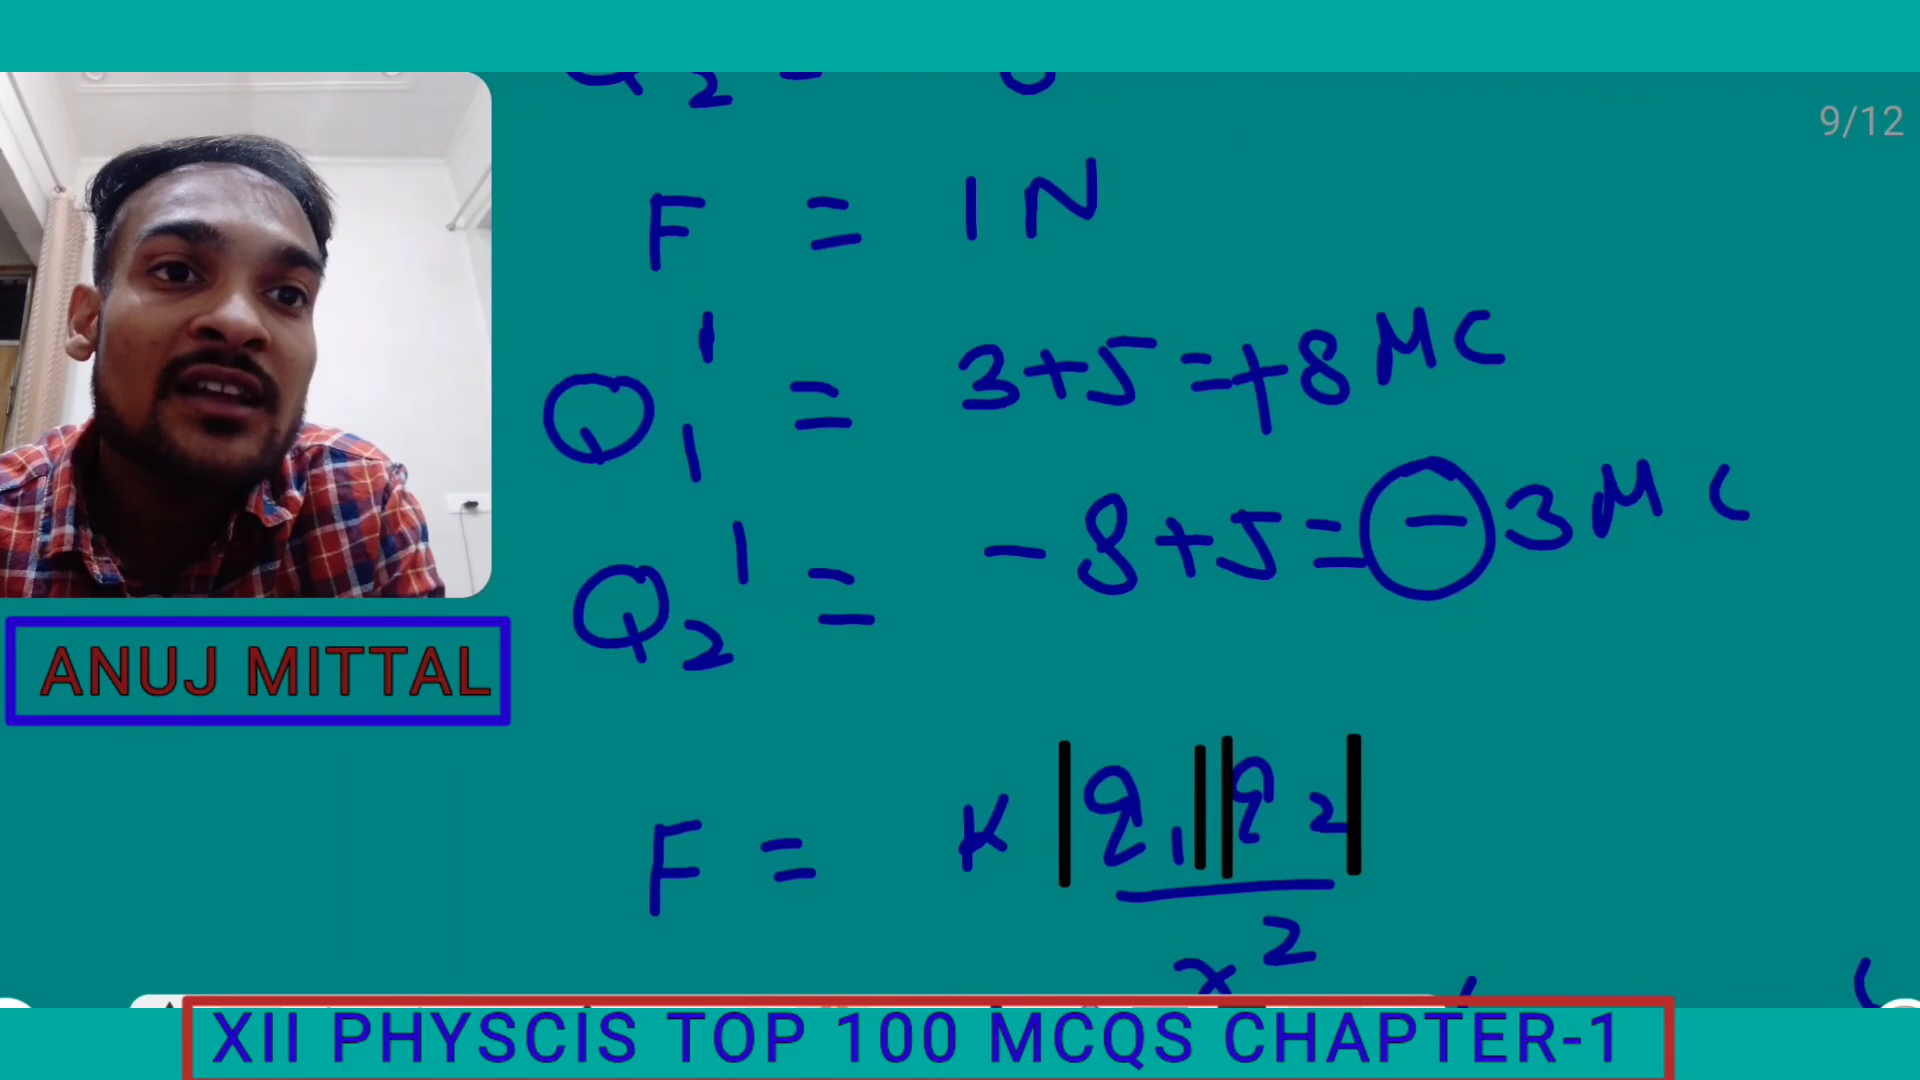 9/12
F = 1N
Q₁' = 3+5=+8 MC
Q₂' = -8+5=-3 MC
F = K |q₁||q₂|
r²
ANUJ MITTAL
XII PHYSCIS TOP 100 MCQS CHAPTER-1